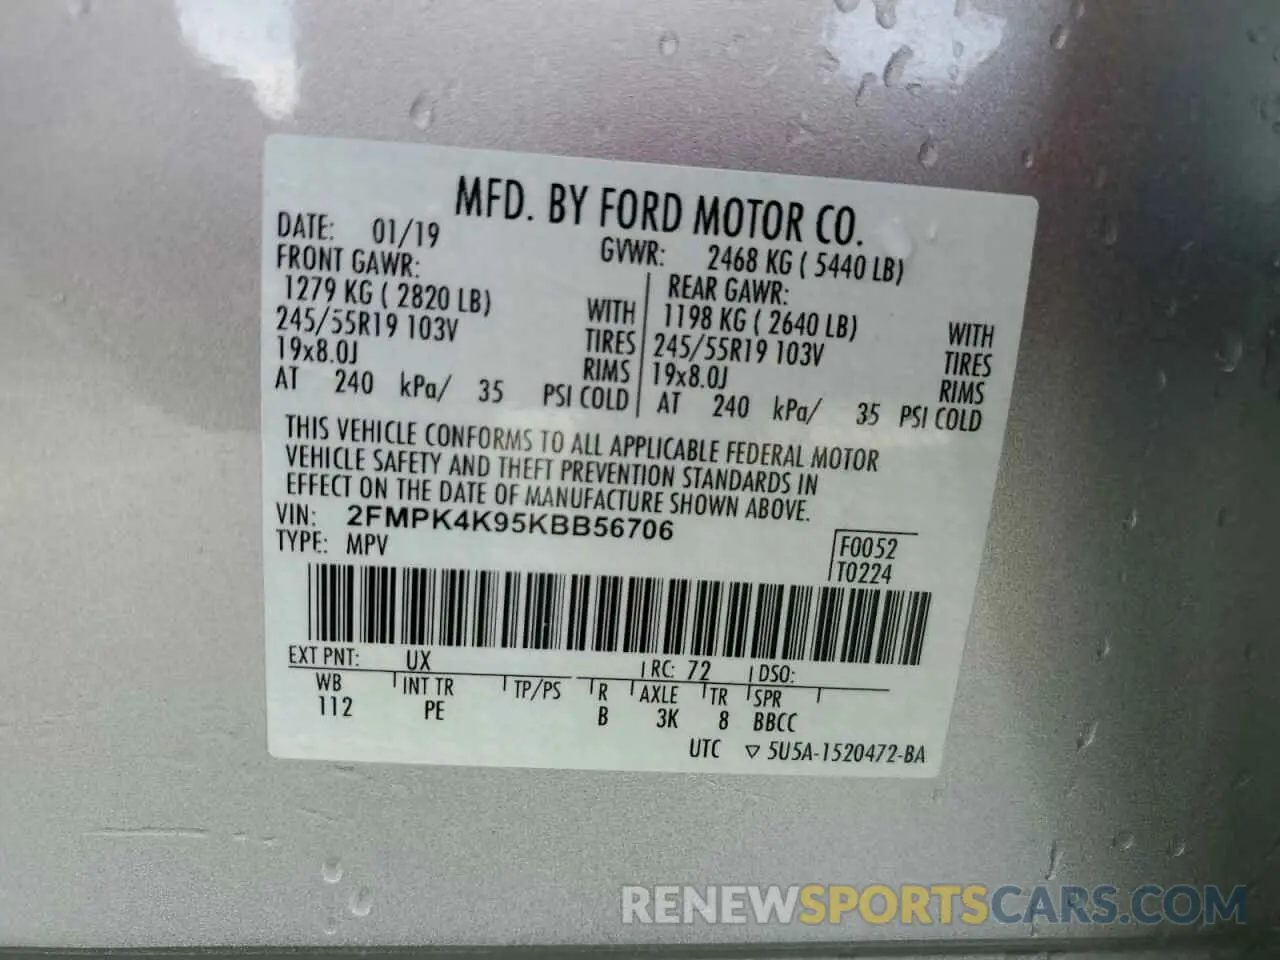 MFD. BY FORD MOTOR CO.
DATE: 01/19 GVWR: 2468 KG ( 5440 LB)
FRONT GAWR: REAR GAWR:
1279 KG ( 2820 LB) WITH 1198 KG ( 2640 LB) WITH
245/55R19 103V TIRES 245/55R19 103V TIRES
19x8.0J RIMS 19x8.0J RIMS
AT 240 kPa/ 35 PSI COLD AT 240 kPa/ 35 PSI COLD
THIS VEHICLE CONFORMS TO ALL APPLICABLE FEDERAL MOTOR
VEHICLE SAFETY AND THEFT PREVENTION STANDARDS IN
EFFECT ON THE DATE OF MANUFACTURE SHOWN ABOVE.
VIN: 2FMPK4K95KBB56706
TYPE: MPV
F0052
T0224
EXT PNT: UX RC: 72 DSO:
WB INT TR TP/PS R AXLE TR SPR
112 PE B 3K 8 BBCC
UTC ▽ 5U5A-1520472-BA
RENEWSPORTSCARS.COM